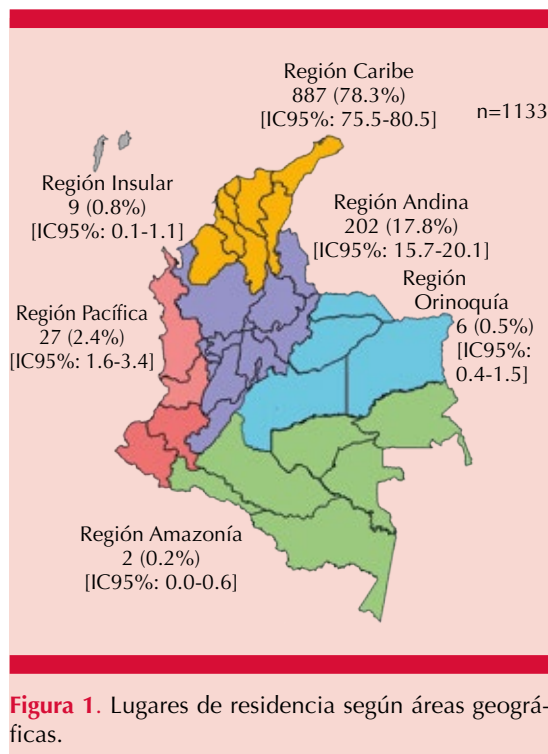 Región Caribe
887 (78.3%)
[IC95%: 75.5-80.5]
n=1133
Región Insular
9 (0.8%)
[IC95%: 0.1-1.1]
Región Andina
202 (17.8%)
[IC95%: 15.7-20.1]
Región
Orinoquía
6 (0.5%)
[IC95%:
0.4-1.5]
Región Pacífica
27 (2.4%)
[IC95%: 1.6-3.4]
Región Amazonía
2 (0.2%)
[IC95%: 0.0-0.6]
Figura 1. Lugares de residencia según áreas geográ-
ficas.